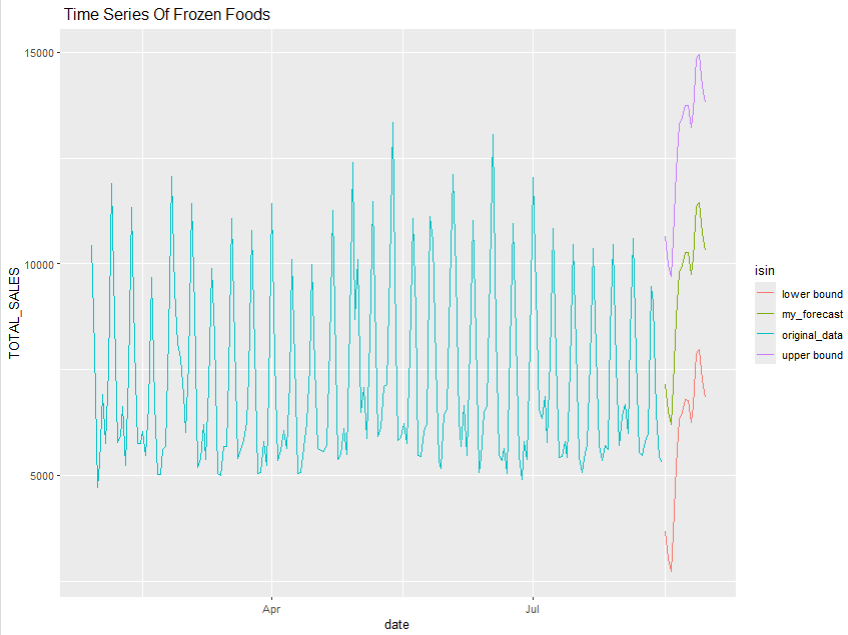 Time Series Of Frozen Foods
15000
10000
5000
TOTAL_SALES
Apr
Jul
date
isin
lower bound
my_forecast
original_data
upper bound